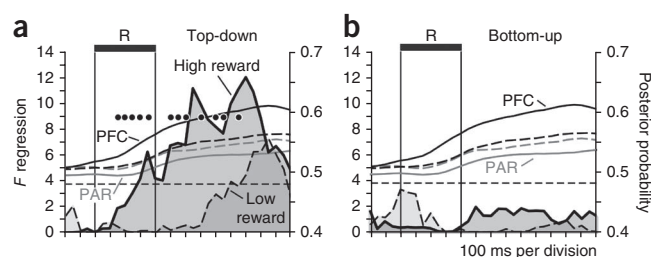 a
R
Top-down
14
12
10
8
6
4
2
0
F regression
High reward
PFC
PAR
Low
reward
0.7
0.6
0.5
0.4
b
R
Bottom-up
14
12
10
8
6
4
2
0
PFC
PAR
0.7
0.6
0.5
0.4
Posterior probability
100 ms per division